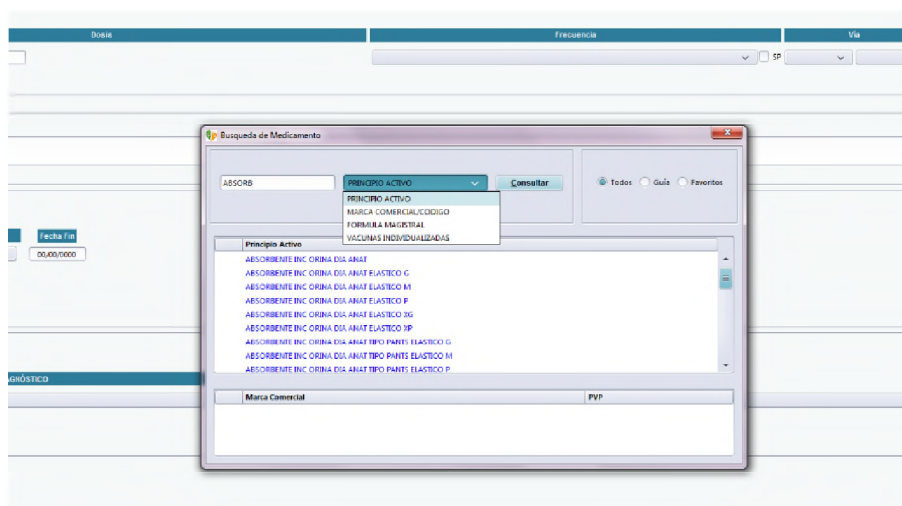 Dosis
Frecuencia
Vía
SP
Busqueda de Medicamento
ABSORB
PRINCIPIO ACTIVO
Consultar
Todos
Guía
Favoritos
PRINCIPIO ACTIVO
MARCA COMERCIAL/CODIGO
FORMULA MAGISTRAL
VACUNAS INDIVIDUALIZADAS
Fecha Fin
00/00/0000
Principio Activo
ABSORBENTE INC ORINA DIA ANAT
ABSORBENTE INC ORINA DIA ANAT ELASTICO G
ABSORBENTE INC ORINA DIA ANAT ELASTICO M
ABSORBENTE INC ORINA DIA ANAT ELASTICO P
ABSORBENTE INC ORINA DIA ANAT ELASTICO XG
ABSORBENTE INC ORINA DIA ANAT ELASTICO XP
ABSORBENTE INC ORINA DIA ANAT TIPO PANTS ELASTICO G
ABSORBENTE INC ORINA DIA ANAT TIPO PANTS ELASTICO M
ABSORBENTE INC ORINA DIA ANAT TIPO PANTS ELASTICO P
AGNÓSTICO
Marca Comercial
PVP